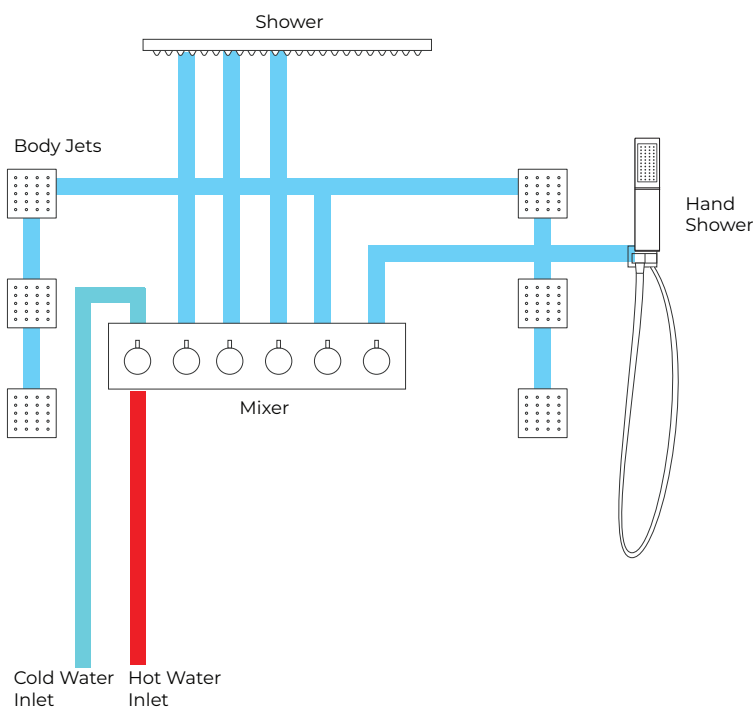 Shower
Body Jets
Hand
Shower
Mixer
Cold Water
Inlet
Hot Water
Inlet